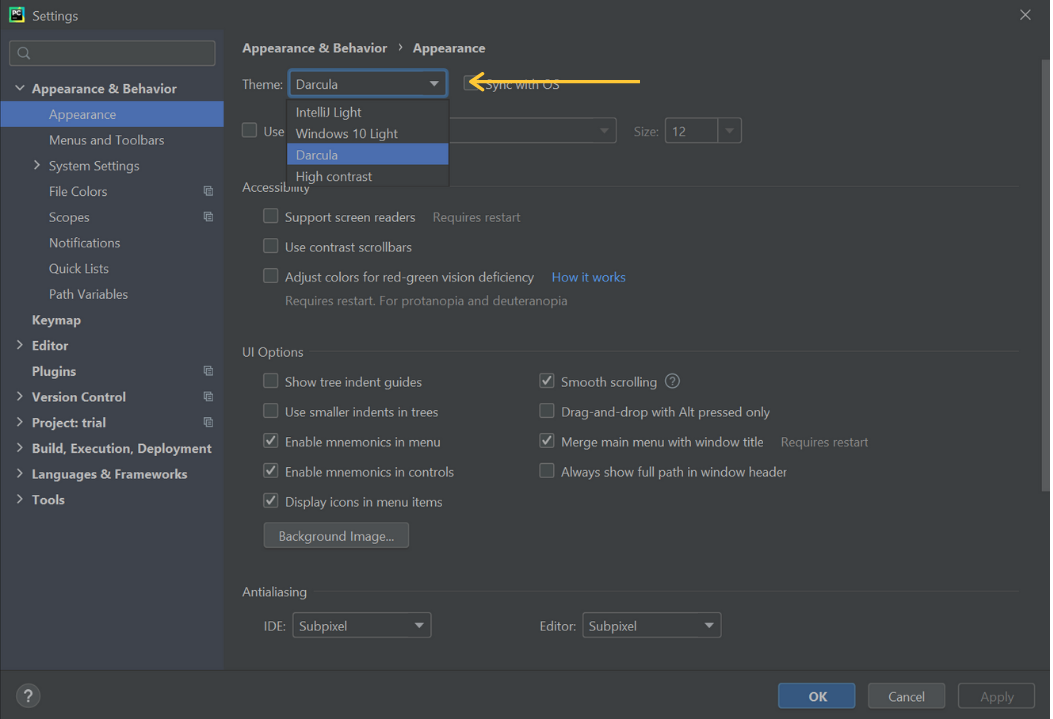 PC
Settings
Appearance & Behavior › Appearance
Appearance & Behavior
Appearance
Menus and Toolbars
System Settings
File Colors
Scopes
Notifications
Quick Lists
Path Variables
Keymap
Editor
Plugins
Version Control
Project: trial
Build, Execution, Deployment
Languages & Frameworks
Tools
Theme: Darcula Sync with OS
IntelliJ Light
Windows 10 Light
Darcula
High contrast
Use Size: 12
Accessibility
Support screen readers Requires restart
Use contrast scrollbars
Adjust colors for red-green vision deficiency How it works
Requires restart. For protanopia and deuteranopia
UI Options
Show tree indent guides Smooth scrolling ?
Use smaller indents in trees Drag-and-drop with Alt pressed only
Enable mnemonics in menu Merge main menu with window title Requires restart
Enable mnemonics in controls Always show full path in window header
Display icons in menu items
Background Image...
Antialiasing
IDE: Subpixel Editor: Subpixel
? OK Cancel Apply